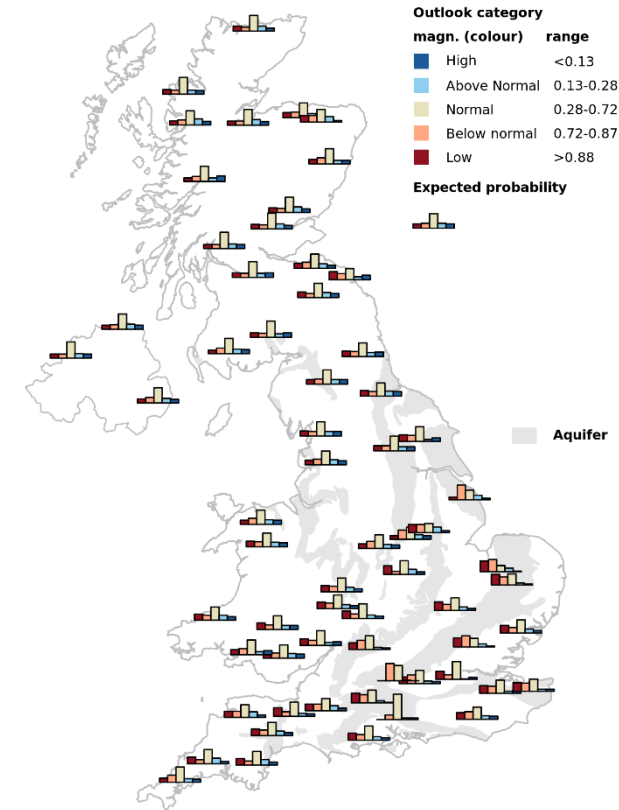 Outlook category
magn. (colour) range
High <0.13
Above Normal 0.13-0.28
Normal 0.28-0.72
Below normal 0.72-0.87
Low >0.88
Expected probability
Aquifer